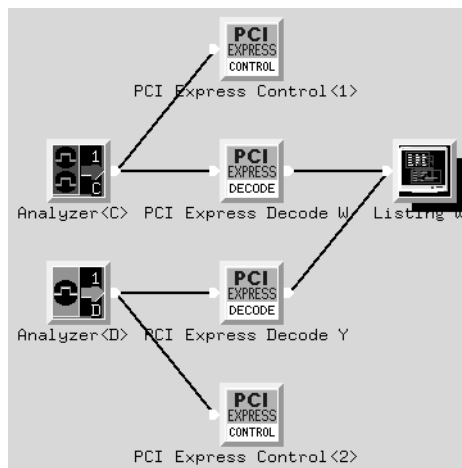 PCI
EXPRESS
CONTROL
PCI Express Control<1>
1
C
PCI
EXPRESS
DECODE
Analyzer<C> PCI Express Decode W Listing
1
D
PCI
EXPRESS
DECODE
Analyzer<D> PCI Express Decode Y
PCI
EXPRESS
CONTROL
PCI Express Control<2>